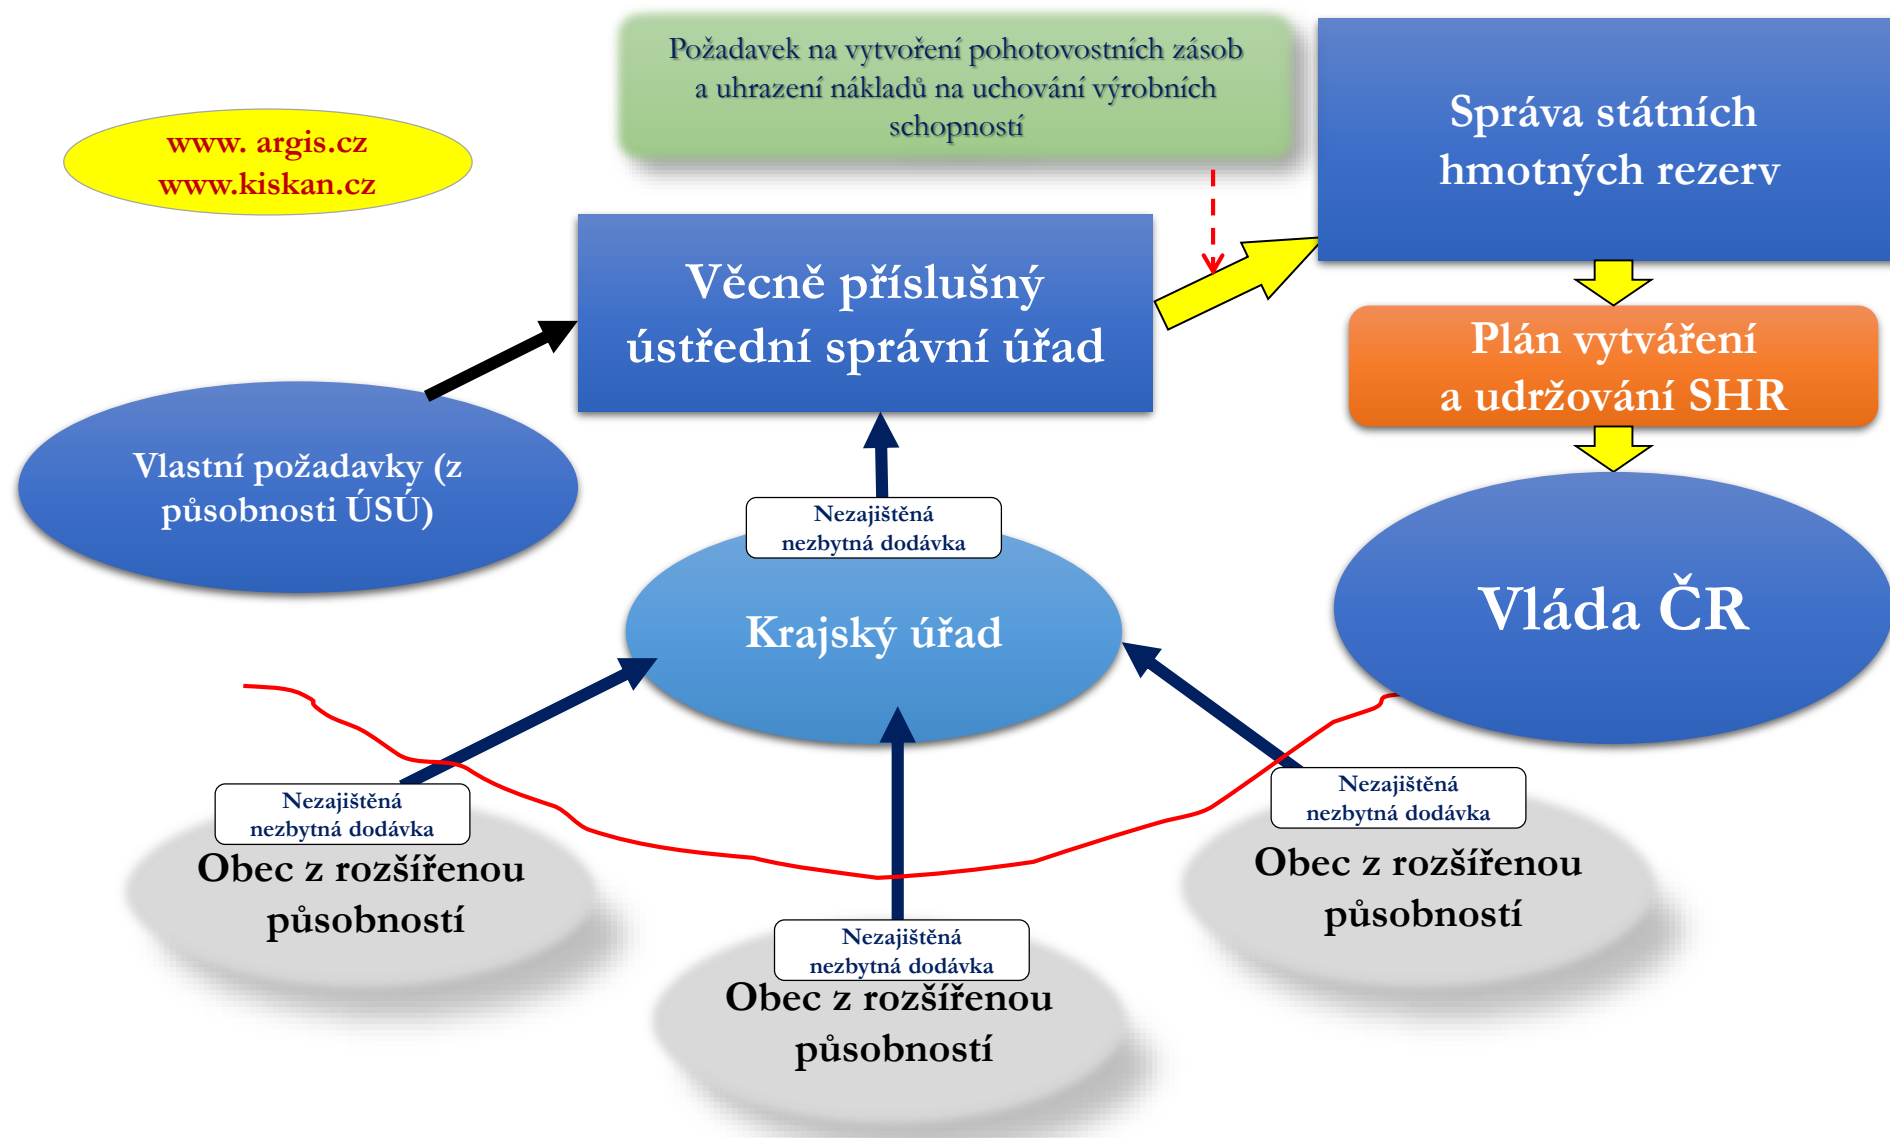 Požadavek na vytvoření pohotovostních zásob
a uhrazení nákladů na uchování výrobních
schopností
Správa státních
hmotných rezerv
www. argis.cz
www.kiskan.cz
Věcně příslušný
ústřední správní úřad
Plán vytváření
a udržování SHR
Vlastní požadavky (z
působnosti ÚSÚ)
Nezajištěná
nezbytná dodávka
Krajský úřad
Vláda ČR
Nezajištěná
nezbytná dodávka
Obec z rozšířenou
působností
Nezajištěná
nezbytná dodávka
Obec z rozšířenou
působností
Nezajištěná
nezbytná dodávka
Obec z rozšířenou
působností